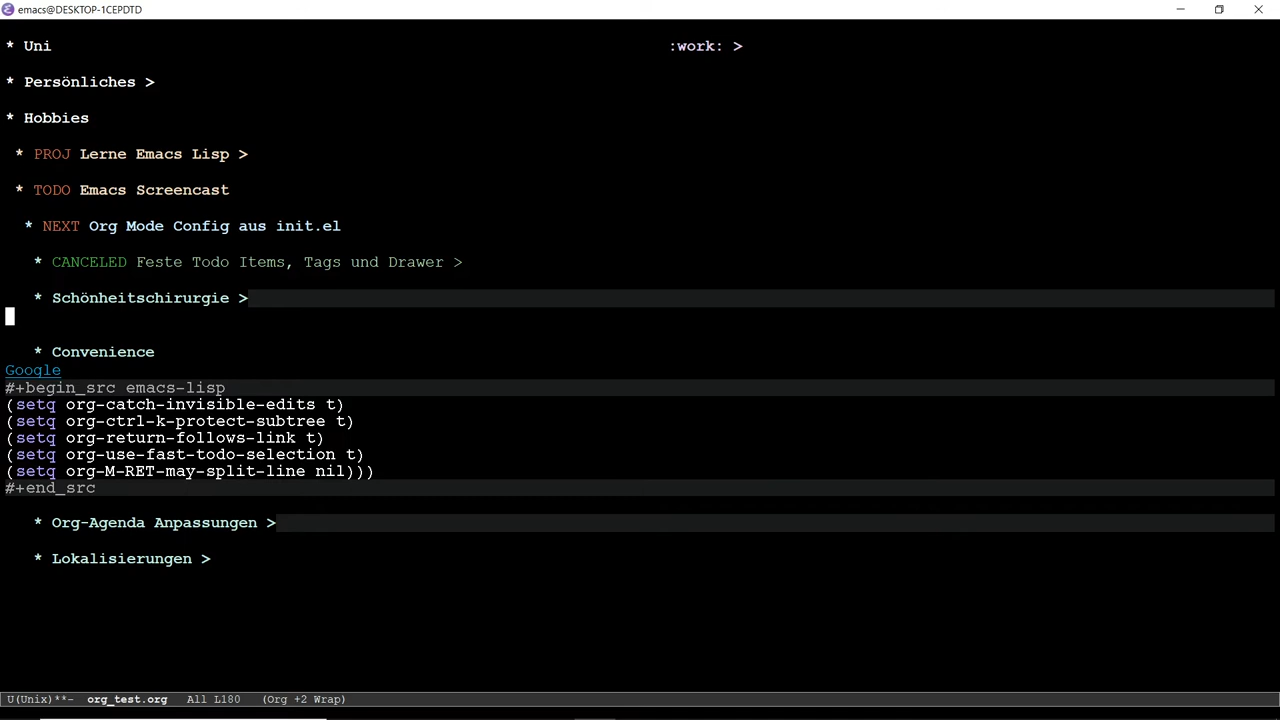 emacs@DESKTOP-1CEPDTD
* Uni :work: >
* Persönliches >
* Hobbies
* PROJ Lerne Emacs Lisp >
* TODO Emacs Screencast
* NEXT Org Mode Config aus init.el
* CANCELED Feste Todo Items, Tags und Drawer >
* Schönheitschirurgie >
* Convenience
Google
#+begin_src emacs-lisp
(setq org-catch-invisible-edits t)
(setq org-ctrl-k-protect-subtree t)
(setq org-return-follows-link t)
(setq org-use-fast-todo-selection t)
(setq org-M-RET-may-split-line nil)))
#+end_src
* Org-Agenda Anpassungen >
* Lokalisierungen >
U(Unix)**- org_test.org All L180 (Org +2 Wrap)